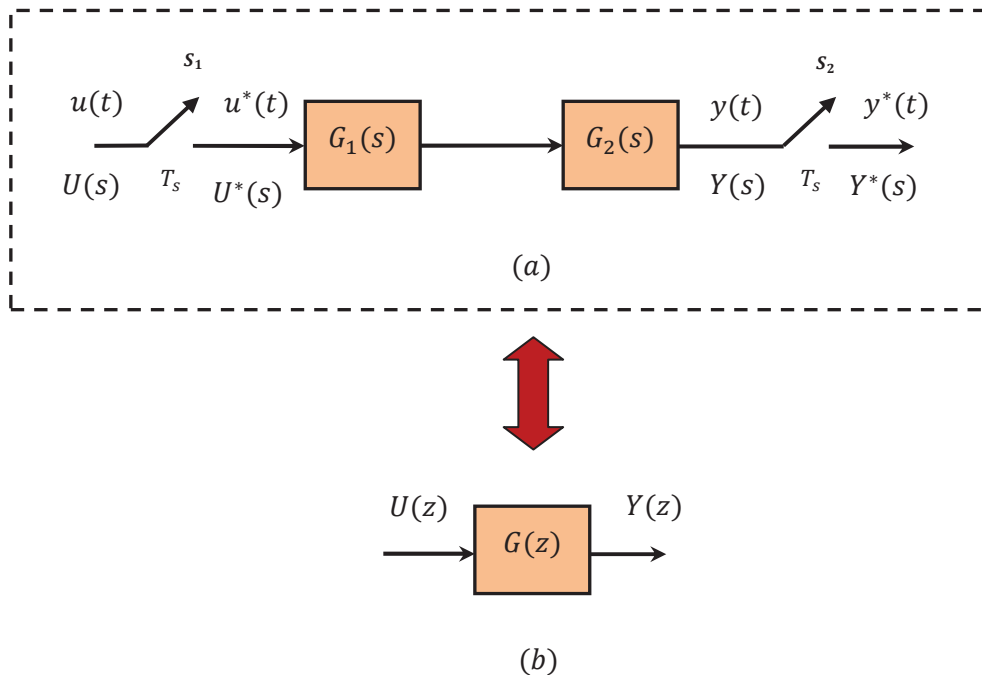 s₁
s₂
u(t)
u*(t)
G₁(s)
G₂(s)
y(t)
y*(t)
U(s)
Tₛ
U*(s)
Y(s)
Tₛ
Y*(s)
(a)
U(z)
G(z)
Y(z)
(b)